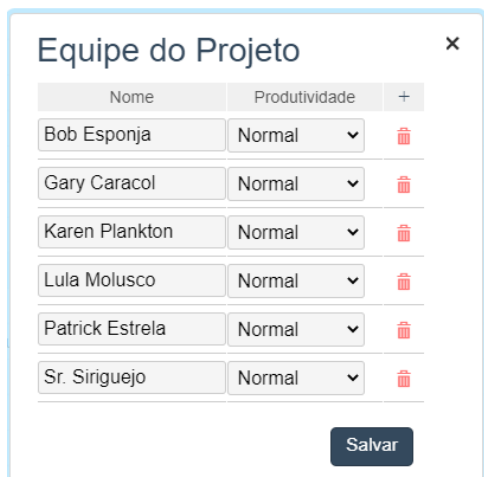 Equipe do Projeto ×
Nome Produtividade +
Bob Esponja Normal
Gary Caracol Normal
Karen Plankton Normal
Lula Molusco Normal
Patrick Estrela Normal
Sr. Siriguejo Normal
Salvar